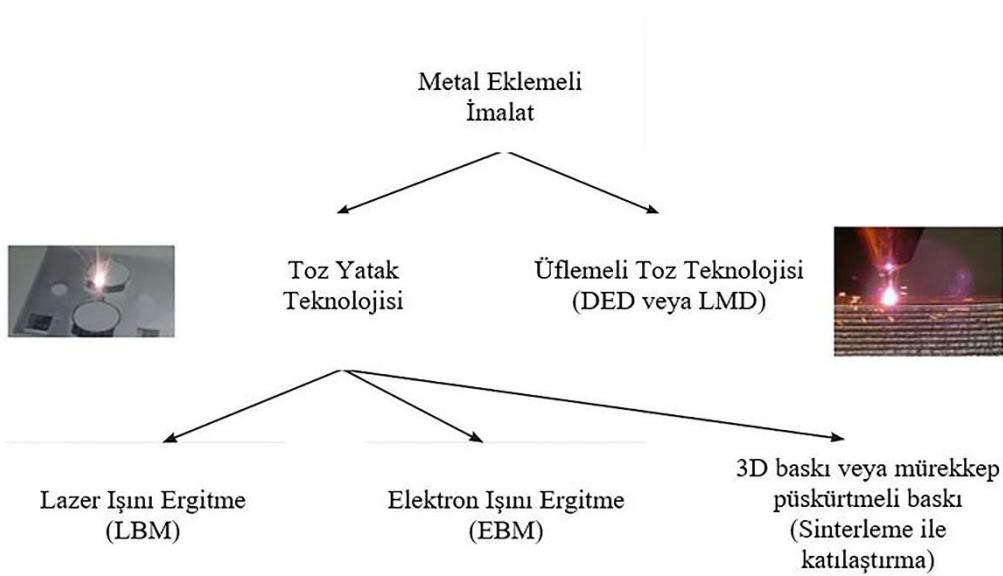 Metal Eklemeli
İmalat
Toz Yatak
Teknolojisi
Üflemeli Toz Teknolojisi
(DED veya LMD)
Lazer Işını Ergitme
(LBM)
Elektron Işını Ergitme
(EBM)
3D baskı veya mürekkep
püskürtmeli baskı
(Sinterleme ile
katılaştırma)